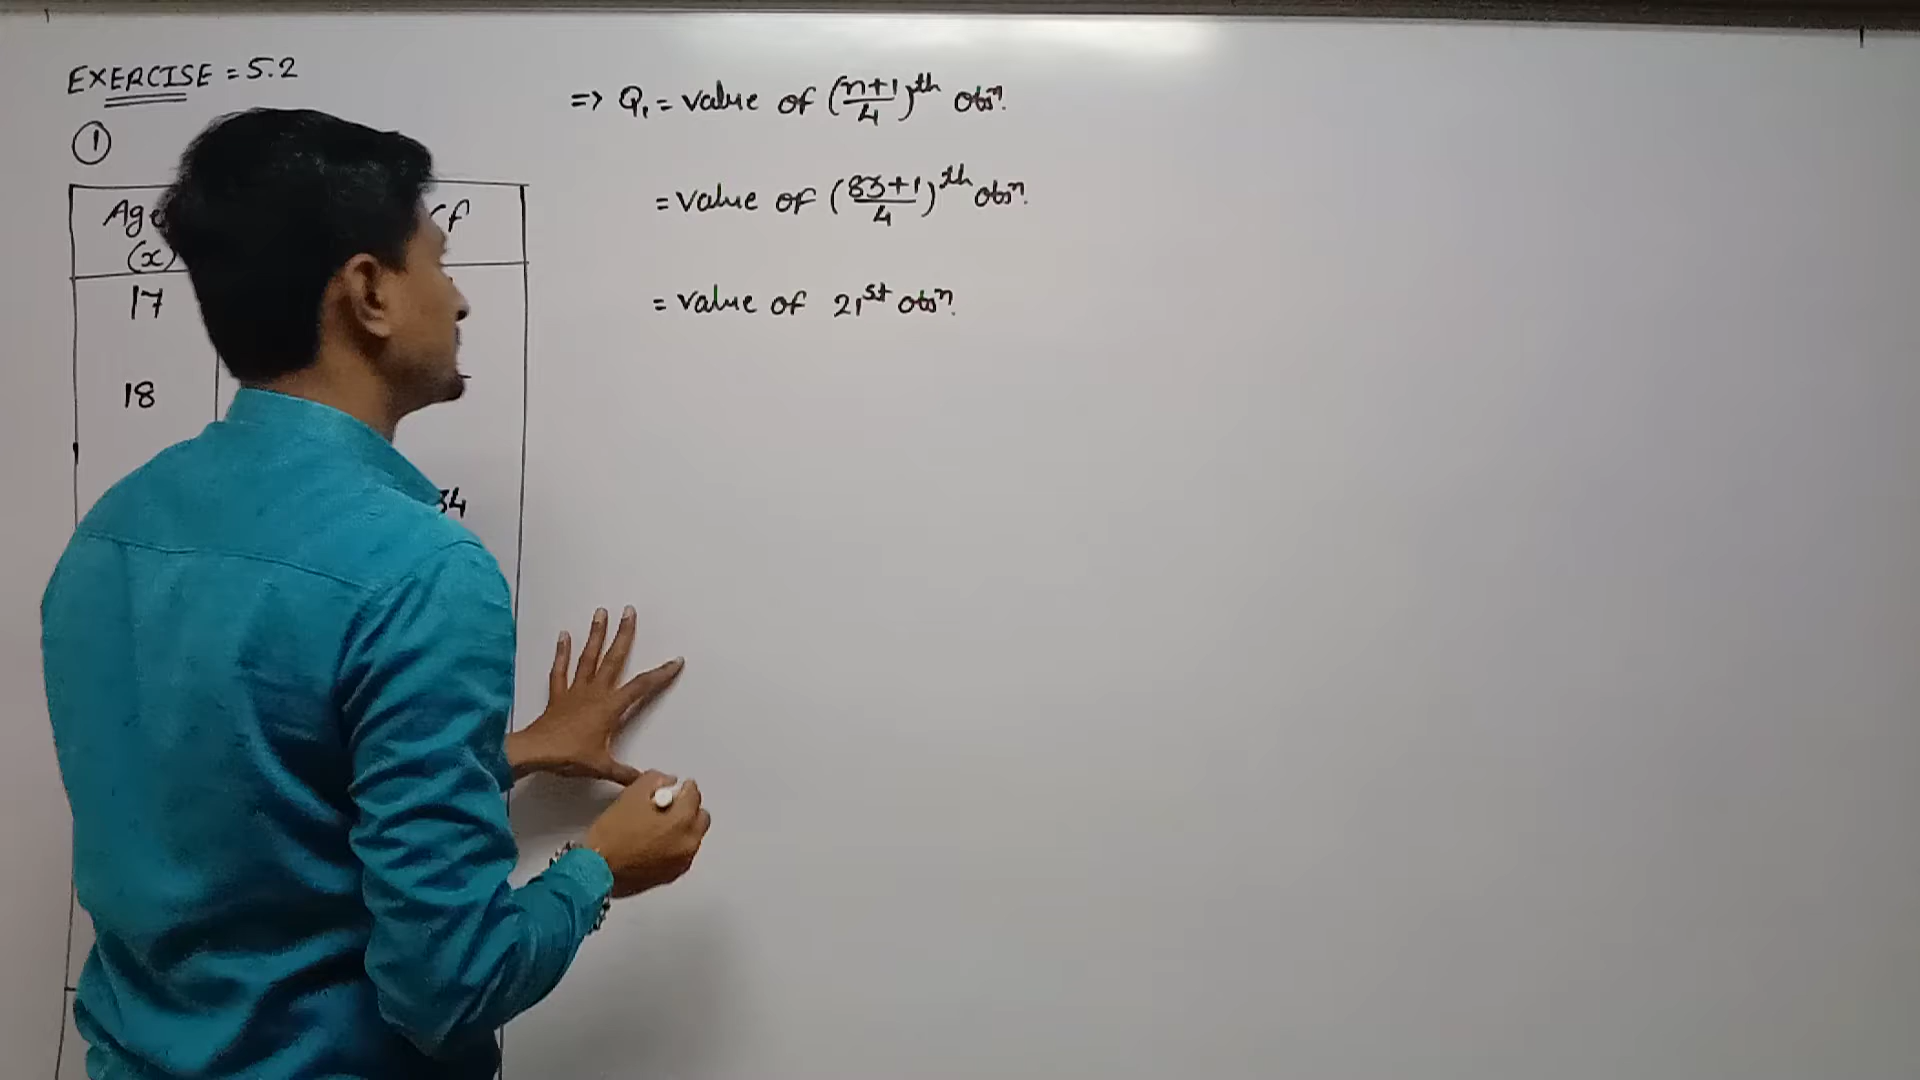 EXERCISE = 5.2
①
Age
(x)
cf
17
18
34
=> Q₁ = value of (n+1/4)ᵗʰ obsⁿ.
= value of (83+1/4)ᵗʰ obsⁿ.
= value of 21ˢᵗ obsⁿ.